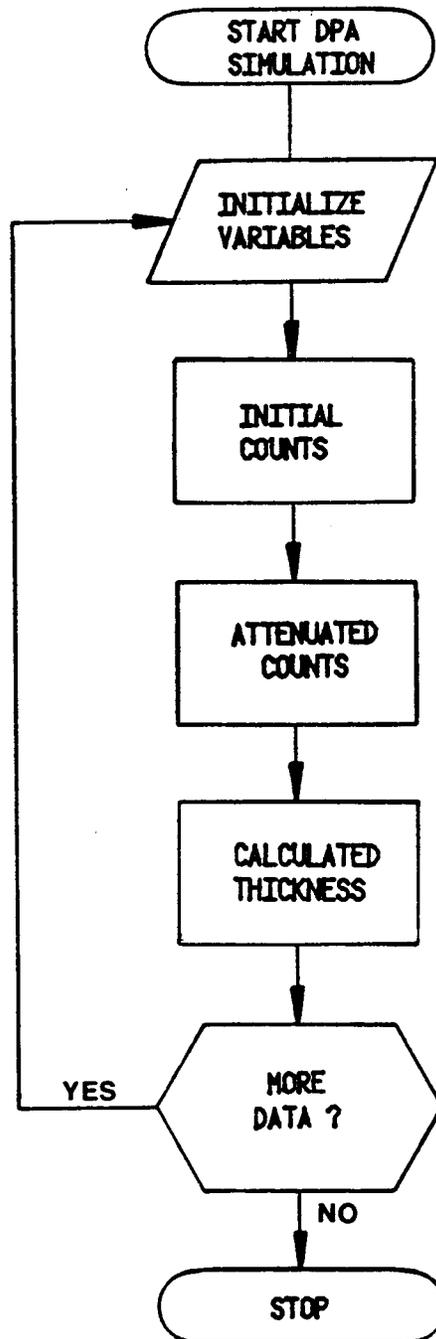 START DPA
SIMULATION
INITIALIZE
VARIABLES
INITIAL
COUNTS
ATTENUATED
COUNTS
CALCULATED
THICKNESS
MORE
DATA ?
YES
NO
STOP